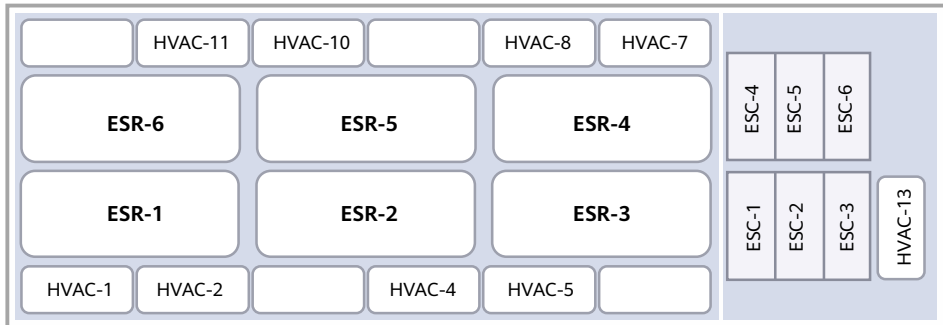 HVAC-11
HVAC-10
HVAC-8
HVAC-7
ESR-6
ESR-5
ESR-4
ESR-1
ESR-2
ESR-3
HVAC-1
HVAC-2
HVAC-4
HVAC-5
ESC-4
ESC-5
ESC-6
ESC-1
ESC-2
ESC-3
HVAC-13